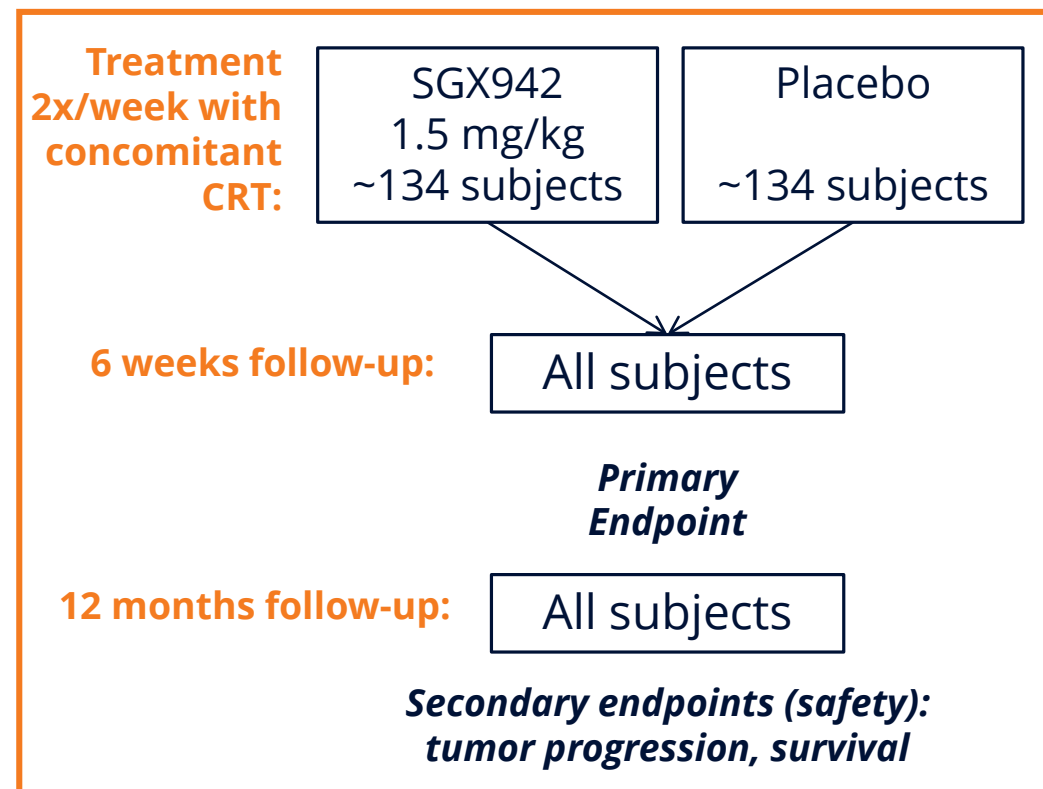 Treatment
2x/week with
concomitant
CRT:
SGX942
1.5 mg/kg
~134 subjects
Placebo
~134 subjects
6 weeks follow-up:
All subjects
Primary
Endpoint
12 months follow-up:
All subjects
Secondary endpoints (safety):
tumor progression, survival